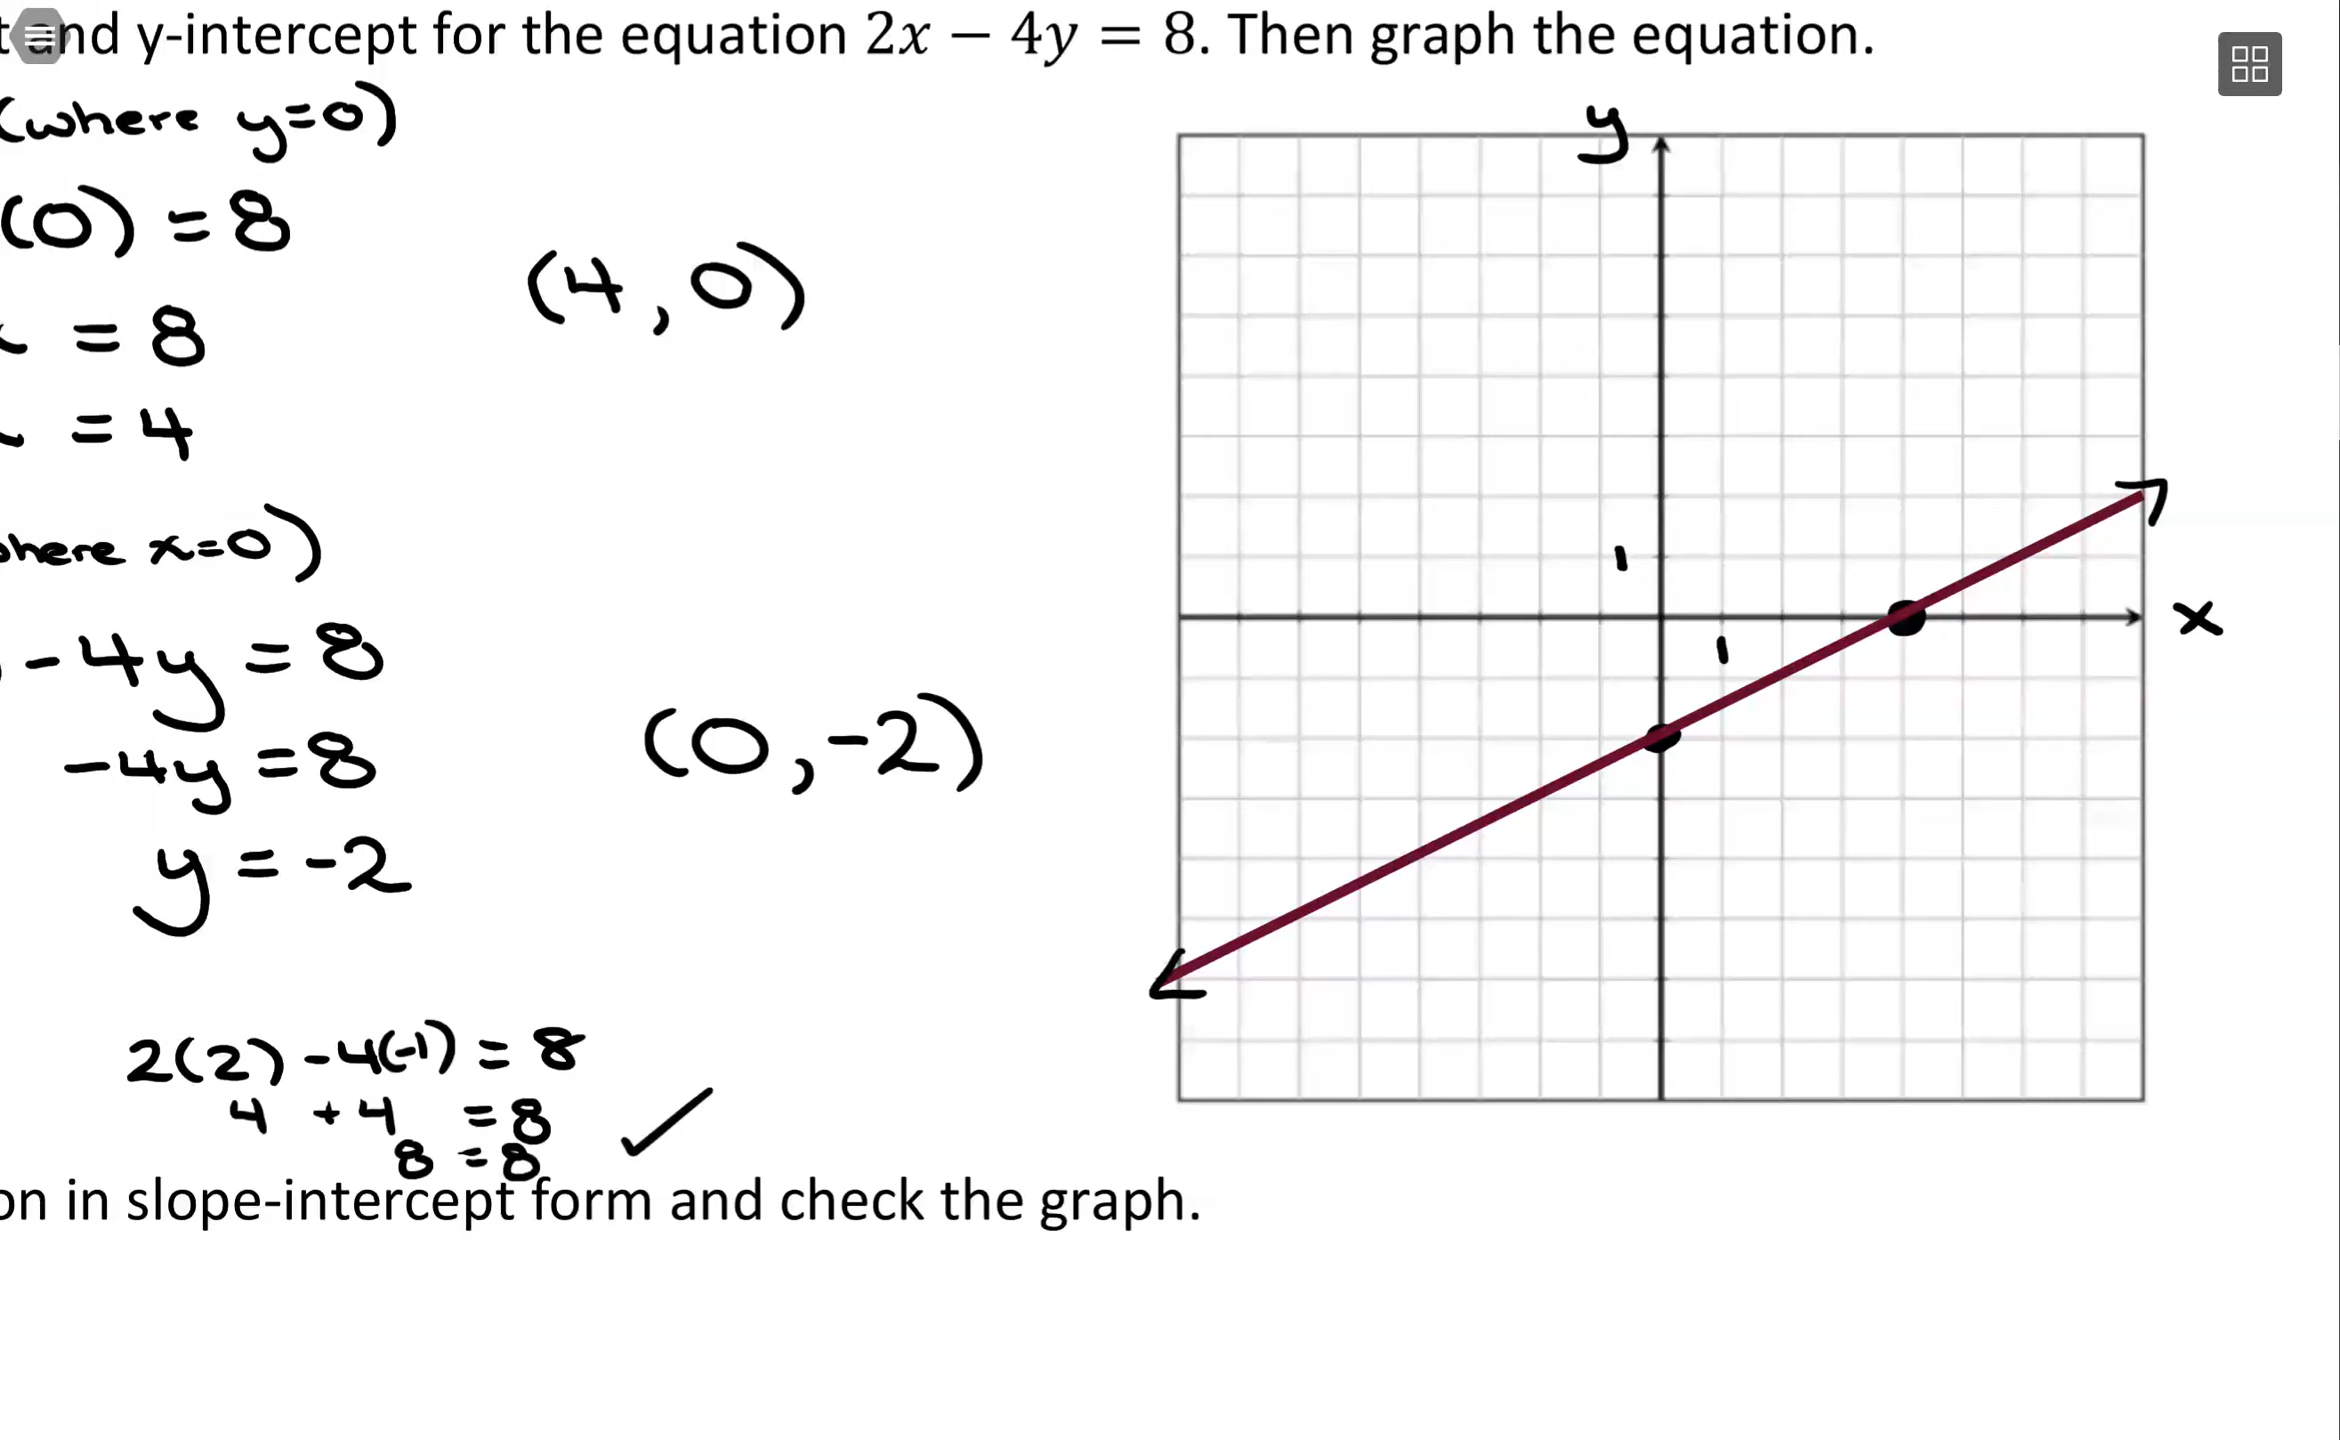 and y-intercept for the equation 2x − 4y = 8. Then graph the equation.
(where y=0)
(0) = 8
= 8
(4, 0)
= 4
where x=0)
-4y = 8
-4y = 8
(0, -2)
y = -2
2(2) -4(-1) = 8
4 + 4 = 8
8 = 8
in slope-intercept form and check the graph.
y
1
1
x